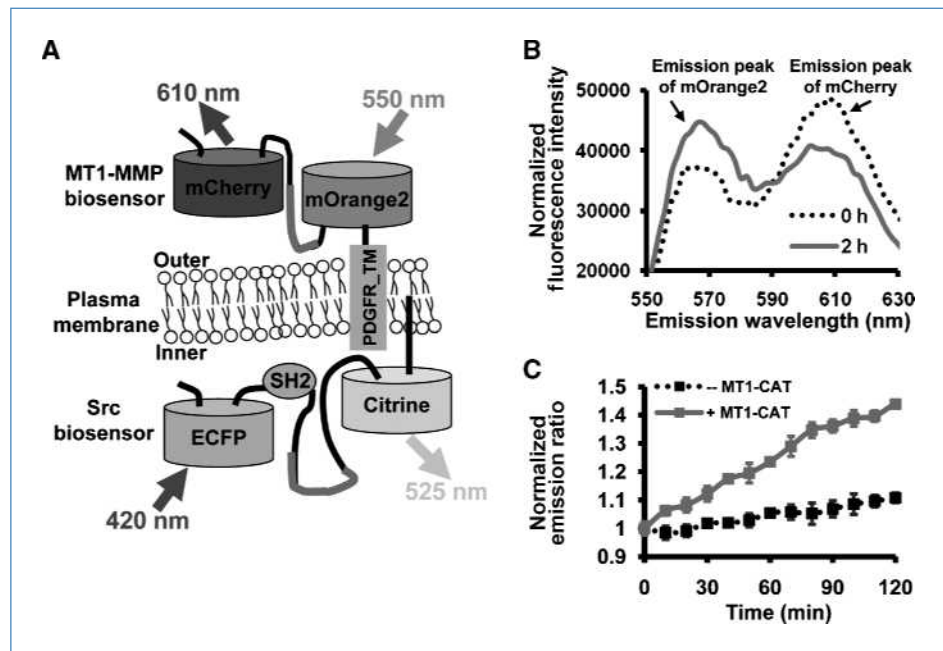 A
610 nm
550 nm
MT1-MMP
biosensor
mCherry
mOrange2
Outer
Plasma
membrane
Inner
PDGFR_TM
SH2
Src
biosensor
ECFP
Citrine
420 nm
525 nm
B
Emission peak
of mOrange2
Emission peak
of mCherry
Normalized
fluorescence intensity
50000
40000
30000
20000
0 h
2 h
550 570 590 610 630
Emission wavelength (nm)
C
Normalized
emission ratio
1.5
1.4
1.3
1.2
1.1
1
0.9
-- MT1-CAT
+ MT1-CAT
0 30 60 90 120
Time (min)